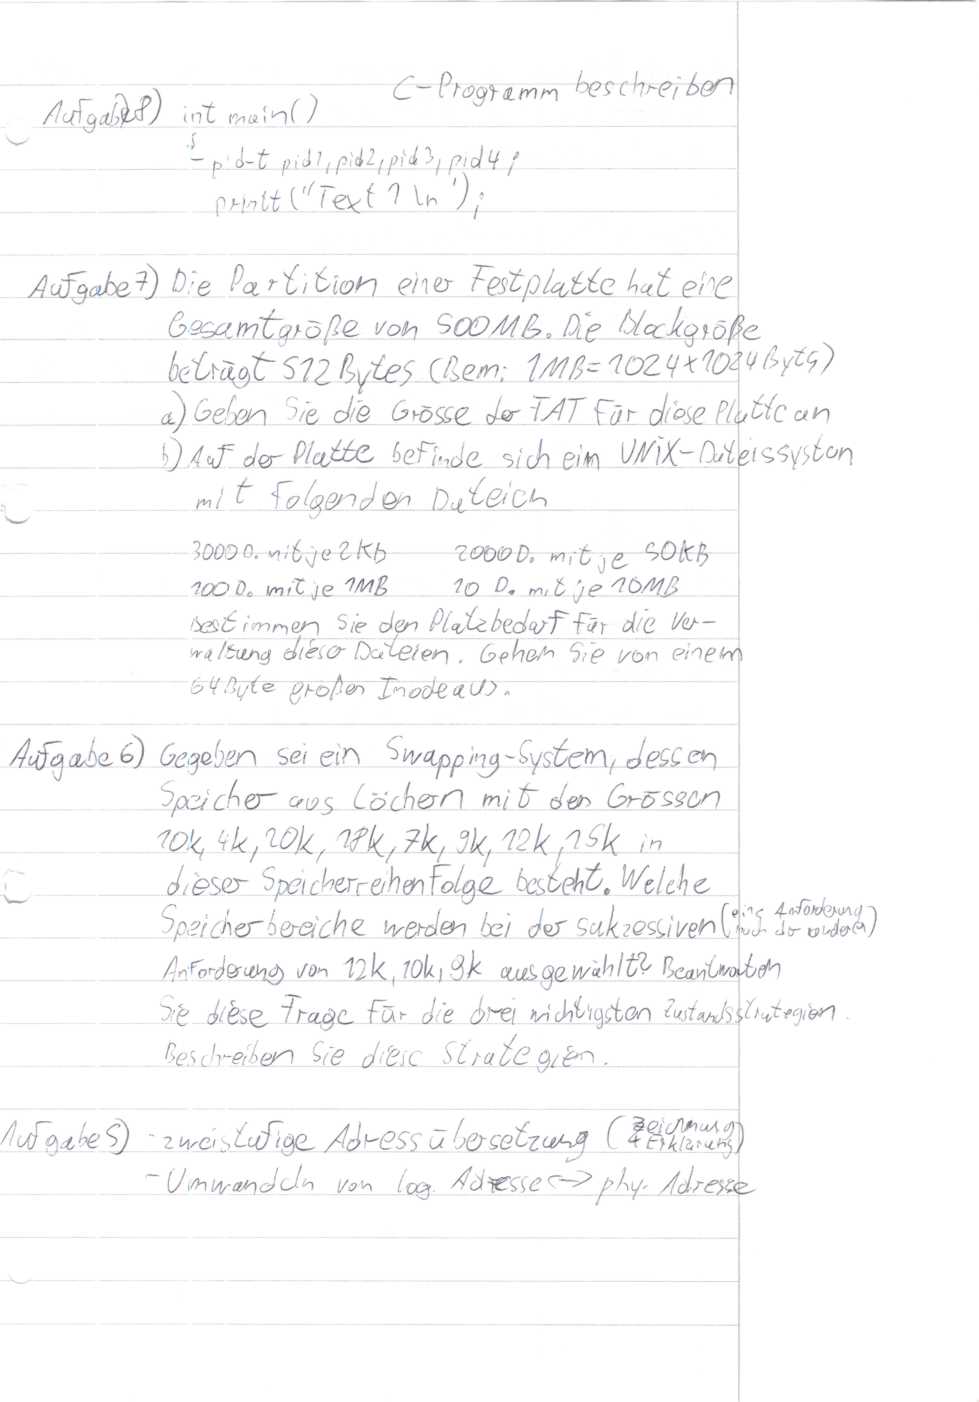 C-Programm beschreiben
Aufgabe 8) int main()
{
- pid-t pid1, pid2, pid3, pid4;
printf("Text 1 \n");
Aufgabe 7) Die Partition einer Festplatte hat eine
Gesamtgröße von 500MB. Die Blockgröße
beträgt 512 Bytes (Bem: 1MB = 1024 x 1024 Byts)
a) Geben Sie die Grösse der FAT für diese Platte an
b) Auf der Platte befinde sich eim UNIX-Dateissystem
mit folgenden Dateien
3000 D. mit je 2Kb 2000 D. mit je 50KB
100 D. mit je 1MB 10 D. mit je 10MB
Bestimmen Sie den Platzbedarf für die Ver-
waltung dieser Dateien. Gehen Sie von einem
64 Byte großen Inode aus.
Aufgabe 6) Gegeben sei ein Swapping-System, dessen
Speicher aus Löchern mit den Grössen
10k, 4k, 20k, 18k, 7k, 9k, 12k, 15k in
dieser Speicherreihenfolge besteht. Welche
Speicherbereiche werden bei der sukzessiven (eine Anforderung
nach der anderen)
Anforderung von 12k, 10k, 9k ausgewählt? Beantworten
Sie diese Frage für die drei wichtigsten Zustandsstrategien.
Beschreiben Sie diese Strategien.
Aufgabe 5) - zweistufige Adressübersetzung (Zeichnung
+ Erklärung)
- Umwandeln von log. Adresse <-> phy. Adresse